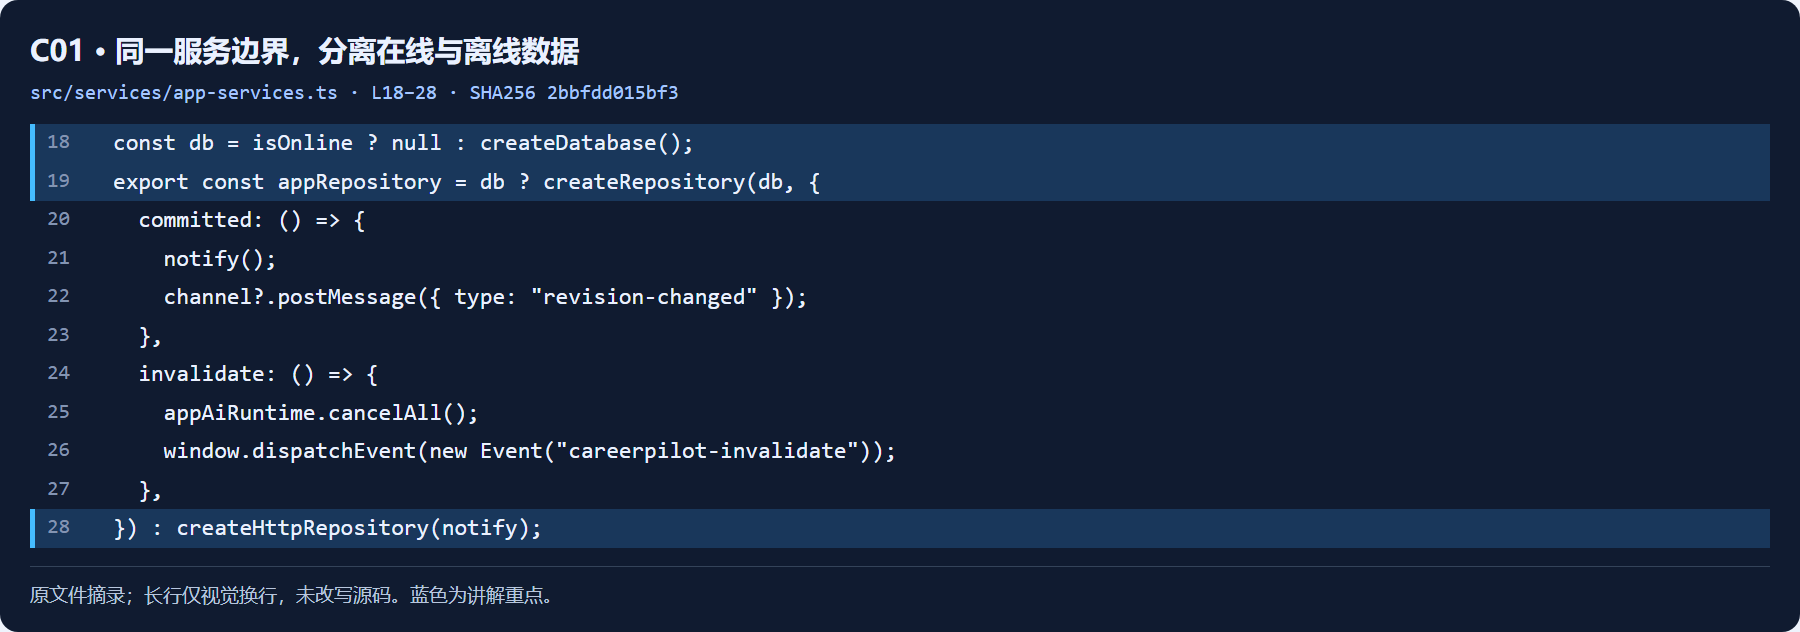 C01 • 同一服务边界，分离在线与离线数据
src/services/app-services.ts · L18–28 · SHA256 2bbfdd015bf3
18 const db = isOnline ? null : createDatabase();
19 export const appRepository = db ? createRepository(db, {
20 committed: () => {
21 notify();
22 channel?.postMessage({ type: "revision-changed" });
23 },
24 invalidate: () => {
25 appAiRuntime.cancelAll();
26 window.dispatchEvent(new Event("careerpilot-invalidate"));
27 },
28 }) : createHttpRepository(notify);
原文件摘录；长行仅视觉换行，未改写源码。蓝色为讲解重点。